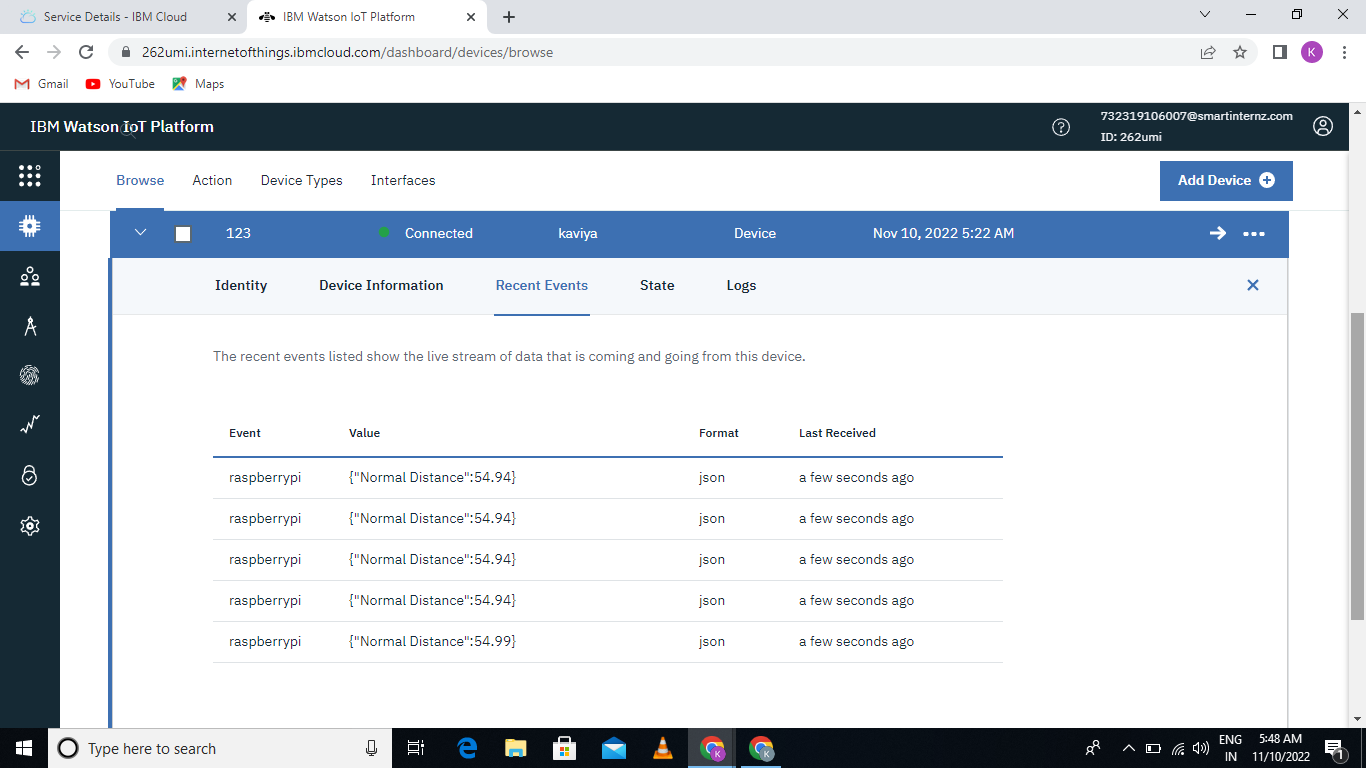 Service Details - IBM Cloud
IBM Watson IoT Platform
262umi.internetofthings.ibmcloud.com/dashboard/devices/browse
K
Gmail
YouTube
Maps
IBM Watson IoT Platform
732319106007@smartinternz.com
ID: 262umi
Browse
Action
Device Types
Interfaces
Add Device
123
Connected
kaviya
Device
Nov 10, 2022 5:22 AM
Identity
Device Information
Recent Events
State
Logs
The recent events listed show the live stream of data that is coming and going from this device.
Event Value Format Last Received
raspberrypi {"Normal Distance":54.94} json a few seconds ago
raspberrypi {"Normal Distance":54.94} json a few seconds ago
raspberrypi {"Normal Distance":54.94} json a few seconds ago
raspberrypi {"Normal Distance":54.94} json a few seconds ago
raspberrypi {"Normal Distance":54.99} json a few seconds ago
Type here to search
K
K
ENG
IN
5:48 AM
11/10/2022
1